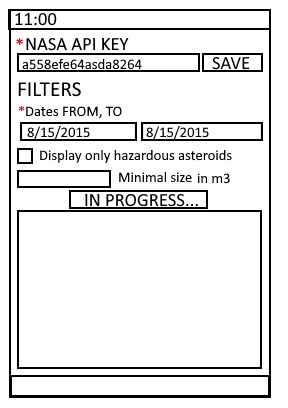 11:00
*NASA API KEY
a558efe64asda8264 SAVE
FILTERS
*Dates FROM, TO
8/15/2015 8/15/2015
Display only hazardous asteroids
Minimal size in m3
IN PROGRESS...